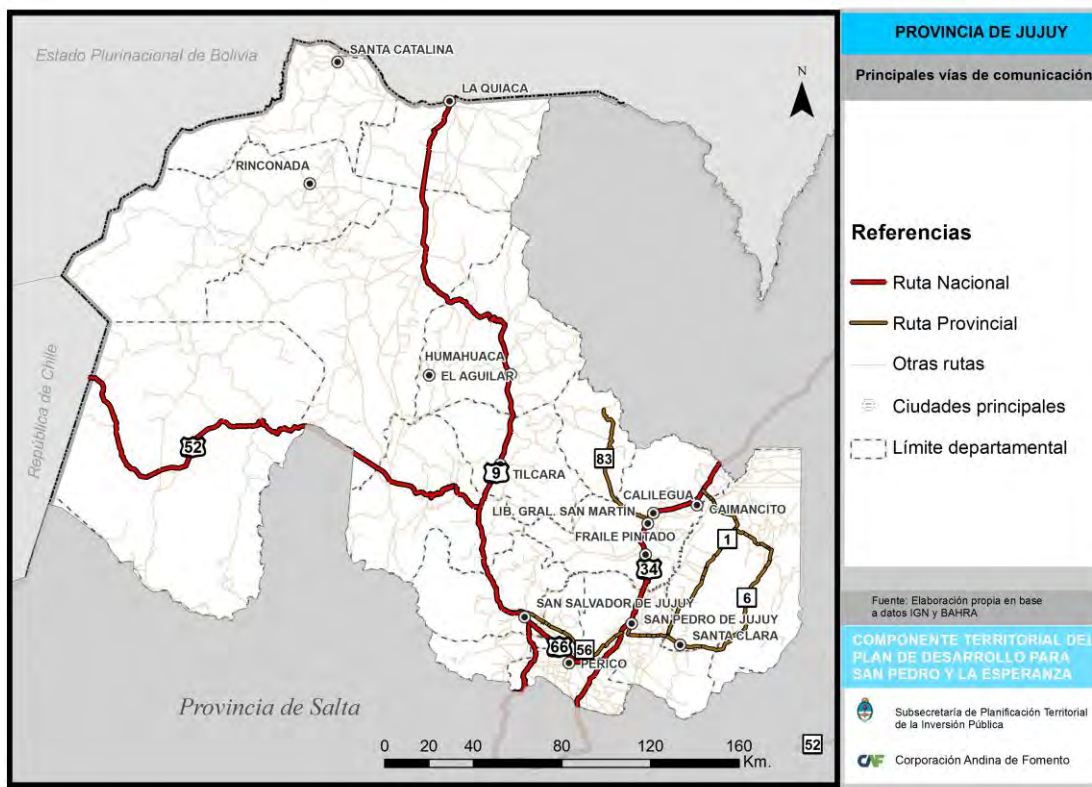 Estado Plurinacional de Bolivia
SANTA CATALINA
LA QUIACA
N
RINCONADA
República de Chile
HUMAHUACA
EL AGUILAR
52
9
TILCARA
83
CALILEGUA
LIB. GRAL. SAN MARTÍN
CAIMANCITO
FRAILE PINTADO
1
34
6
SAN SALVADOR DE JUJUY
SAN PEDRO DE JUJUY
SANTA CLARA
66
56
PERICO
Provincia de Salta
0 20 40 80 120 160
Km.
52
PROVINCIA DE JUJUY
Principales vías de comunicación
Referencias
Ruta Nacional
Ruta Provincial
Otras rutas
Ciudades principales
Límite departamental
Fuente: Elaboración propia en base
a datos IGN y BAHRA
COMPONENTE TERRITORIAL DEL
PLAN DE DESARROLLO PARA
SAN PEDRO Y LA ESPERANZA
Subsecretaría de Planificación Territorial
de la Inversión Pública
CAF Corporación Andina de Fomento